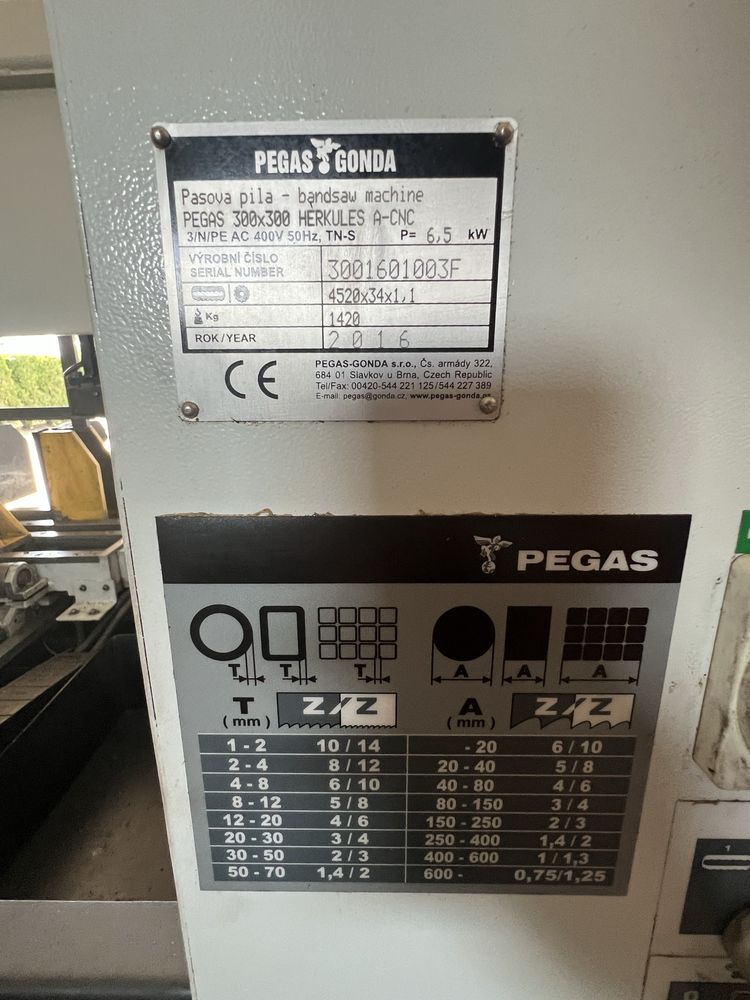 PEGAS GONDA
Pasova pila - bandsaw machine
PEGAS 300x300 HERKULES A-CNC
3/N/PE AC 400V 50Hz, TN-S P= 6,5 kW
VÝROBNÍ ČÍSLO
SERIAL NUMBER 3001601003F
4520x34x1,1
Kg 1420
ROK/YEAR 2016
CE
PEGAS-GONDA s.r.o., Čs. armády 322,
684 01 Slavkov u Brna, Czech Republic
Tel/Fax: 00420-544 221 125/544 227 389
E-mail: pegas@gonda.cz, www.pegas-gonda.cz
PEGAS
T T T A A A
T (mm) Z/Z A (mm) Z/Z
1 - 2 10 / 14 - 20 6 / 10
2 - 4 8 / 12 20 - 40 5 / 8
4 - 8 6 / 10 40 - 80 4 / 6
8 - 12 5 / 8 80 - 150 3 / 4
12 - 20 4 / 6 150 - 250 2 / 3
20 - 30 3 / 4 250 - 400 1,4 / 2
30 - 50 2 / 3 400 - 600 1 / 1,3
50 - 70 1,4 / 2 600 - 0,75/1,25
1